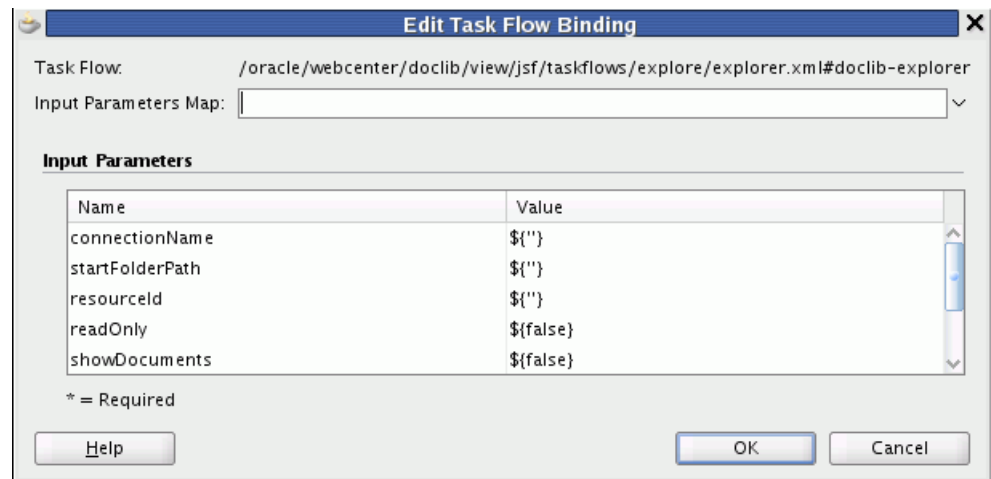 Edit Task Flow Binding
Task Flow: /oracle/webcenter/doclib/view/jsf/taskflows/explore/explorer.xml#doclib-explorer
Input Parameters Map:
Input Parameters
Name Value
connectionName ${''}
startFolderPath ${''}
resourceId ${''}
readOnly ${false}
showDocuments ${false}
* = Required
Help OK Cancel